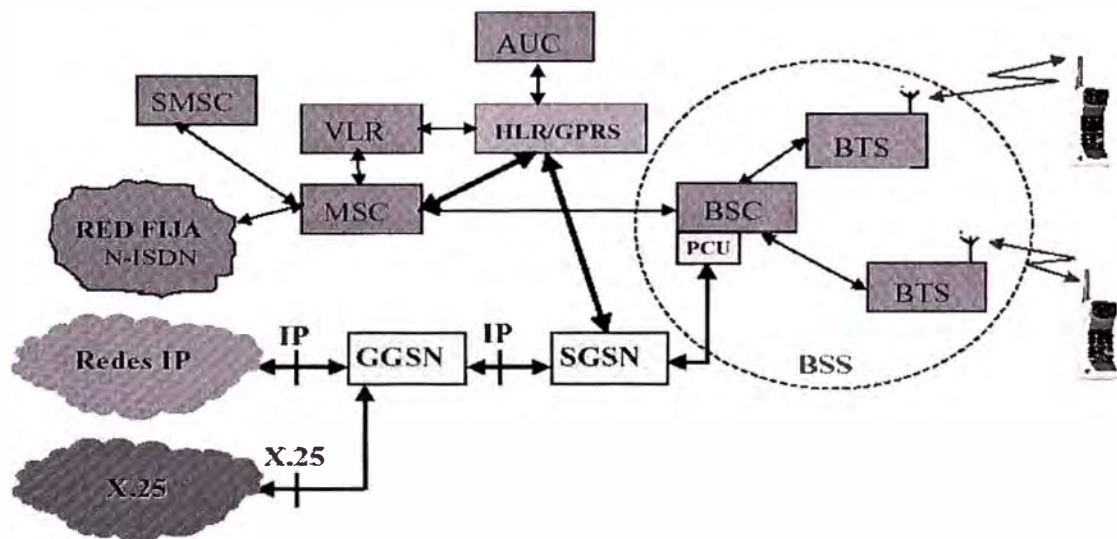 AUC
SMSC
VLR
HLR/GPRS
BTS
MSC
BSC
RED FIJA
N-ISDN
PCU
BTS
IP
IP
Redes IP
GGSN
SGSN
BSS
X.25
X.25